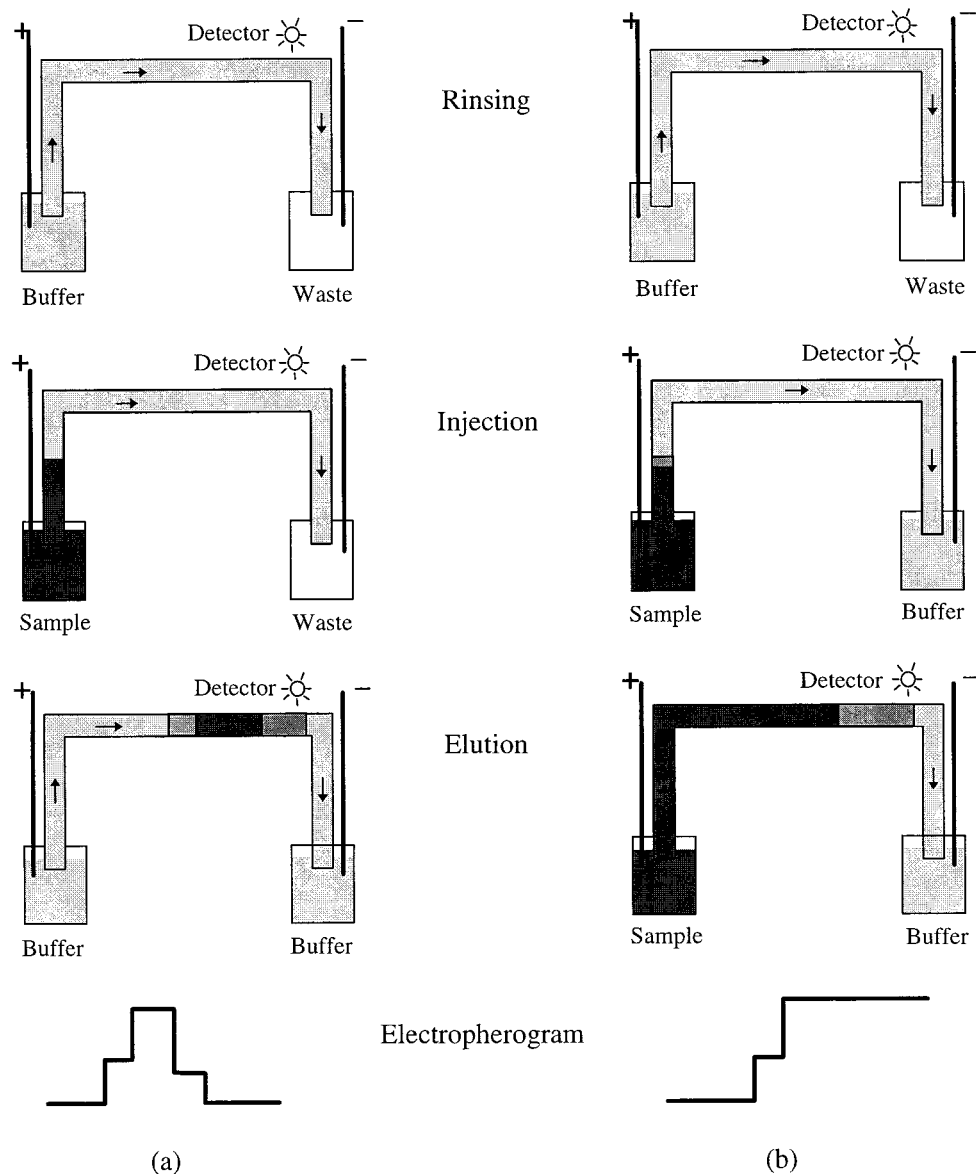 + Detector −
Detector −
+
Rinsing
Buffer Waste
Buffer Waste
Detector −
+
Detector −
+
Injection
Sample Waste
Sample Buffer
Detector −
+
Detector −
+
Elution
Buffer Buffer
Sample Buffer
Electropherogram
(a) (b)